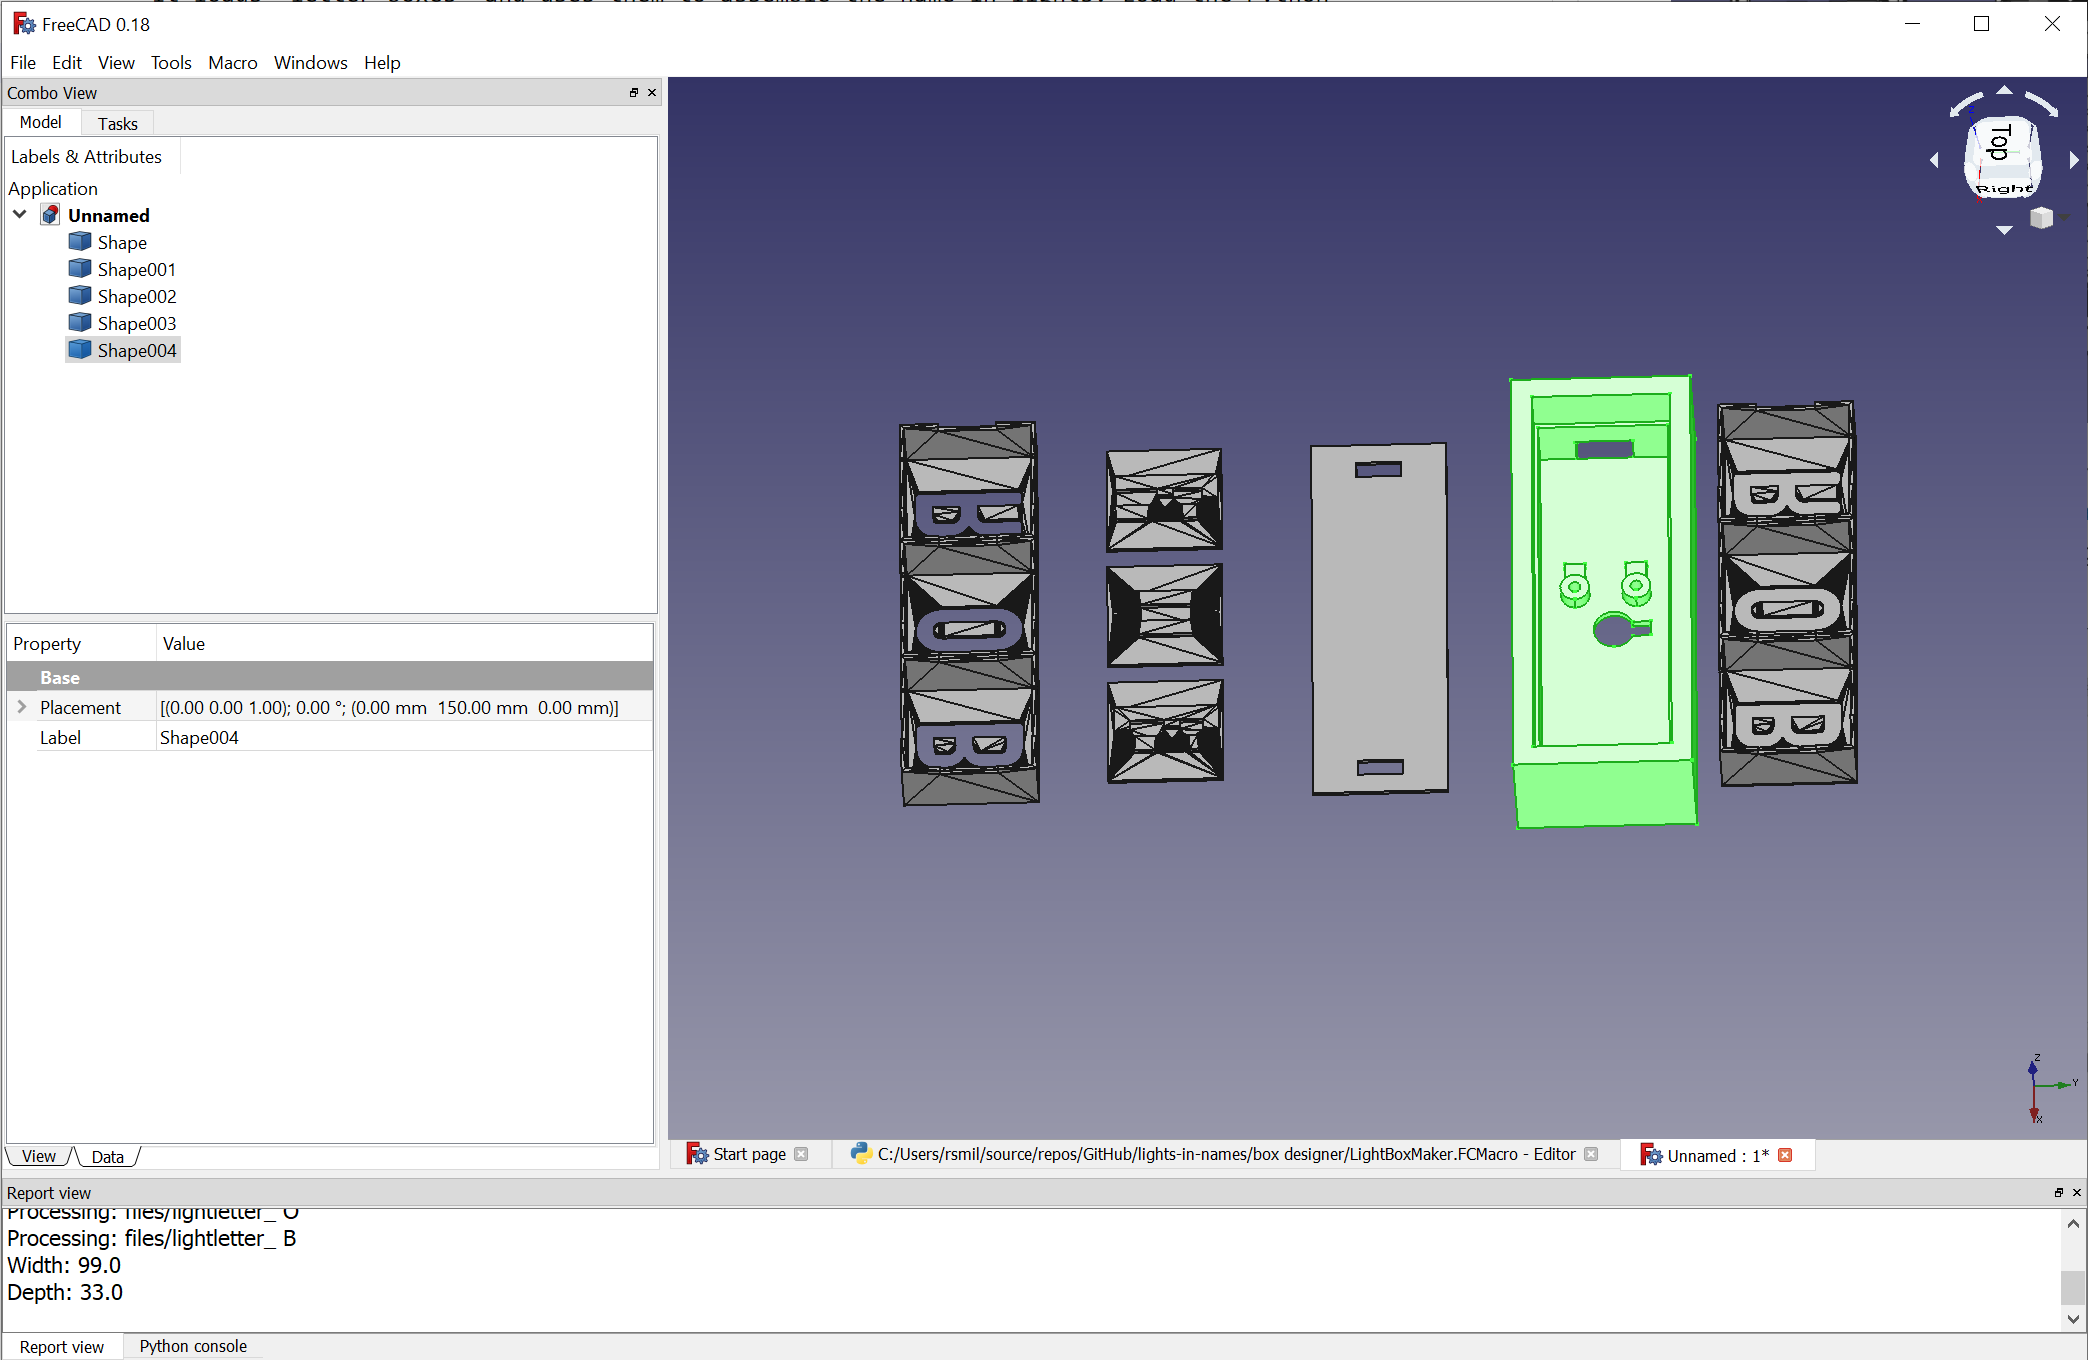 FreeCAD 0.18
File Edit View Tools Macro Windows Help
Combo View
Model Tasks
Labels & Attributes
Application
Unnamed
Shape
Shape001
Shape002
Shape003
Shape004
Property Value
Base
Placement [(0.00 0.00 1.00); 0.00 °; (0.00 mm 150.00 mm 0.00 mm)]
Label Shape004
View Data
Top
Right
R
O
B
R
O
B
Z
Y
X
Start page
C:/Users/rsmil/source/repos/GitHub/lights-in-names/box designer/LightBoxMaker.FCMacro - Editor
Unnamed : 1*
Report view
Processing: files/lightletter_ O
Processing: files/lightletter_ B
Width: 99.0
Depth: 33.0
Report view Python console